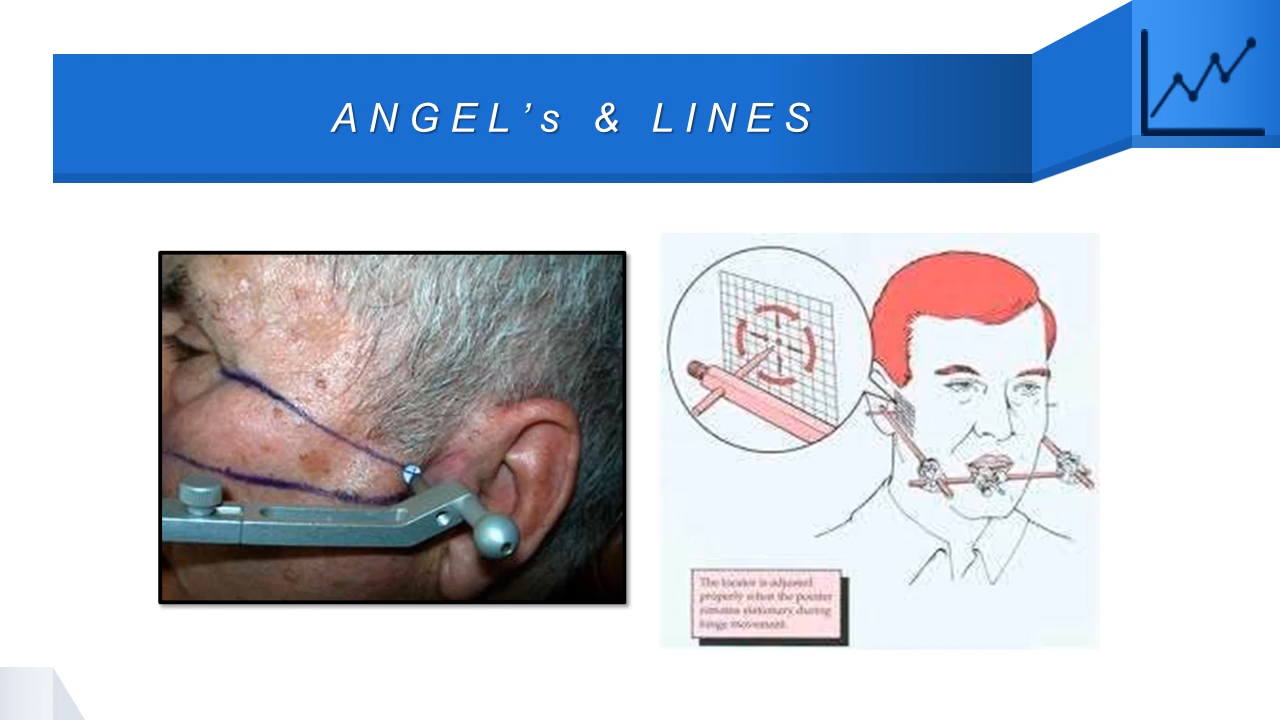 ANGEL’s & LINES
The locator is adjusted
properly when the pointer
remains stationary during
hinge movement.